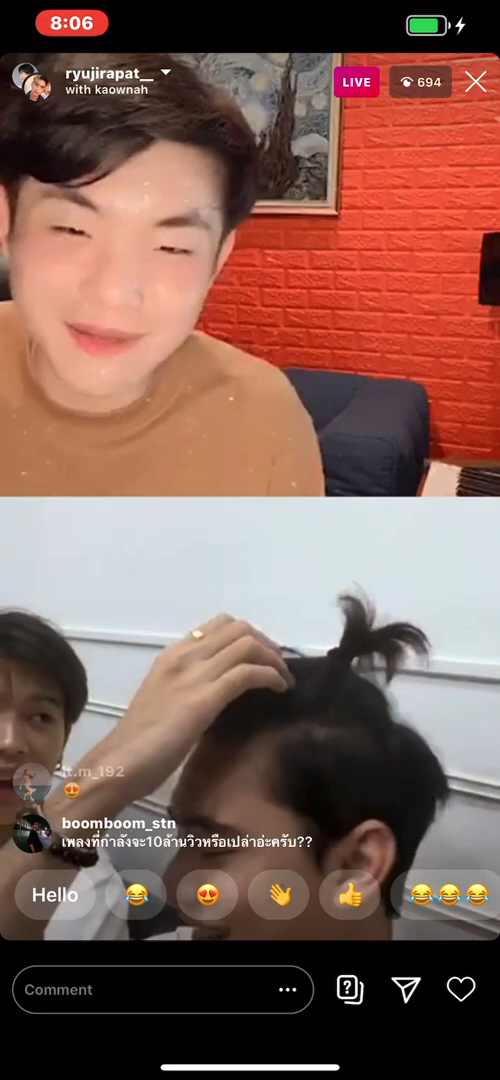 8:06
ryujirapat__
with kaownah
LIVE
694
tt.m_192
😍
boomboom_stn
เพลงที่กำลังจะ10ล้านวิวหรือเปล่าอ่ะครับ??
Hello 😂 😍 👋 👍 😂😂😂
Comment